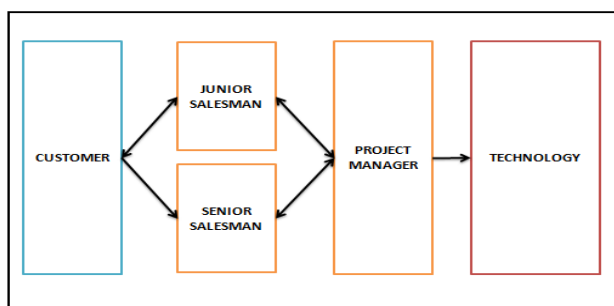 JUNIOR
SALESMAN
CUSTOMER
PROJECT
MANAGER
TECHNOLOGY
SENIOR
SALESMAN